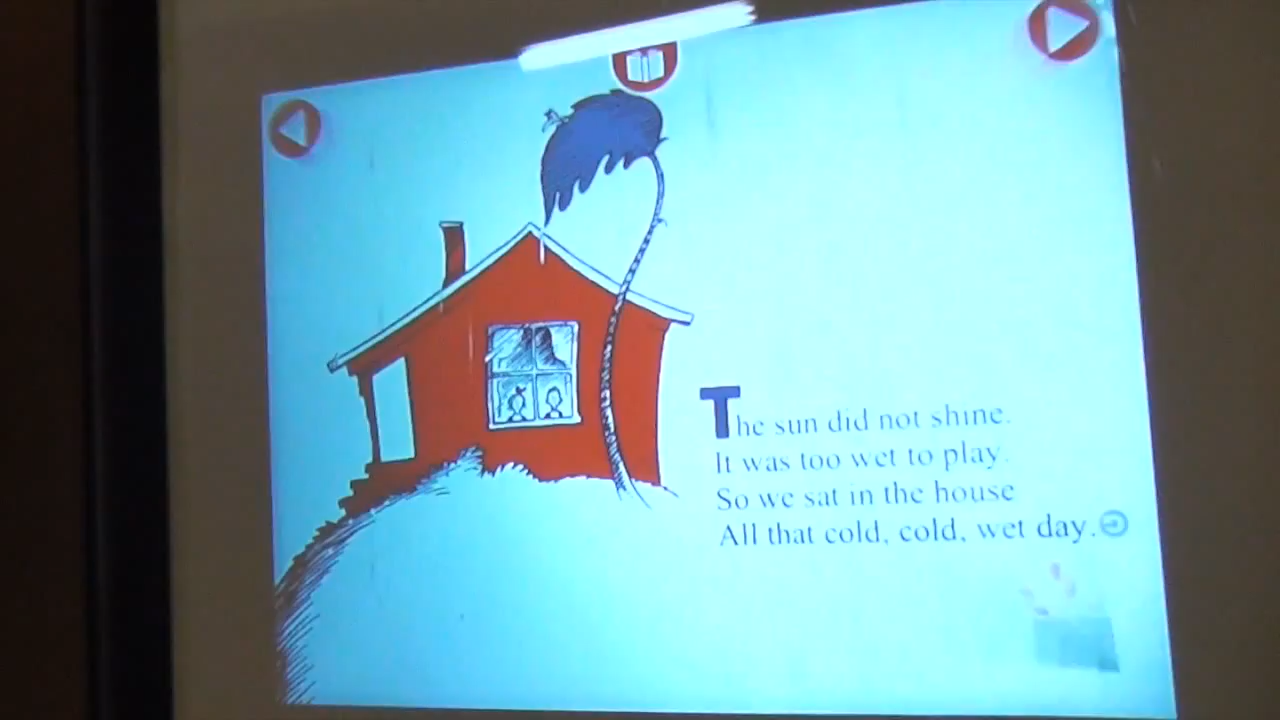 The sun did not shine.
It was too wet to play.
So we sat in the house
All that cold, cold, wet day.